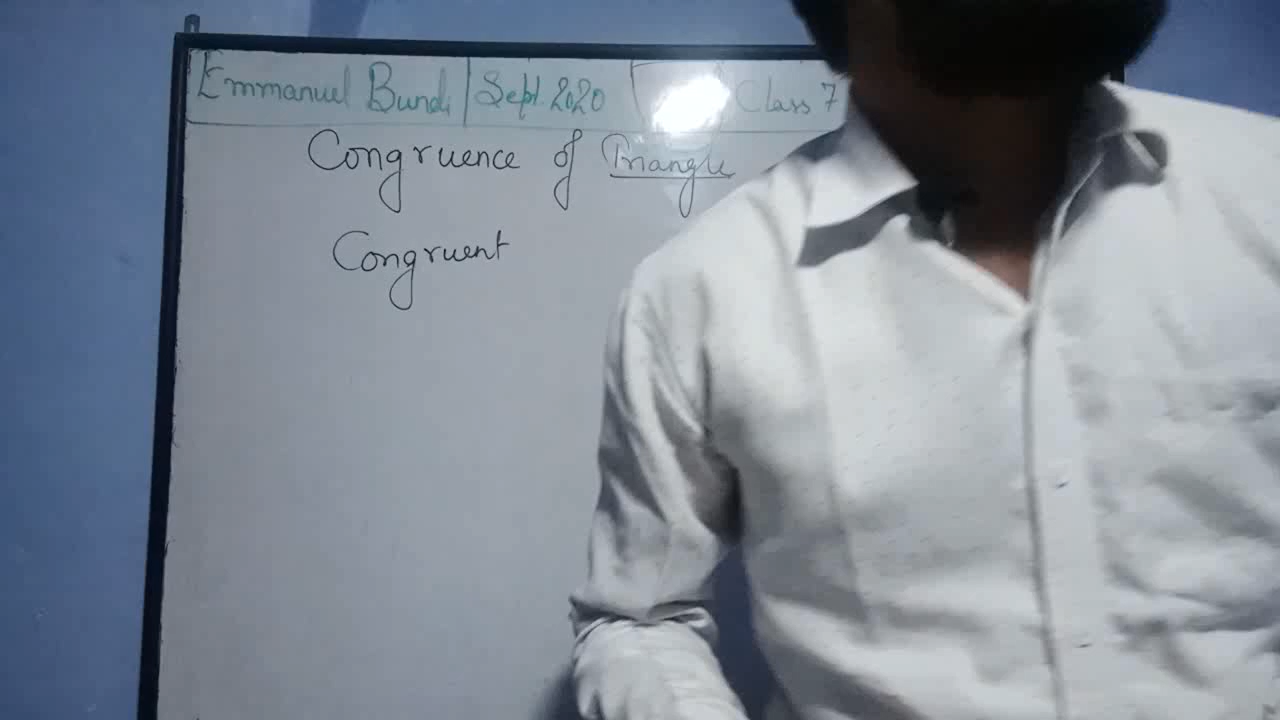 Emmanuel Bundi | Sept. 2020 Class 7
Congruence of Triangle
Congruent